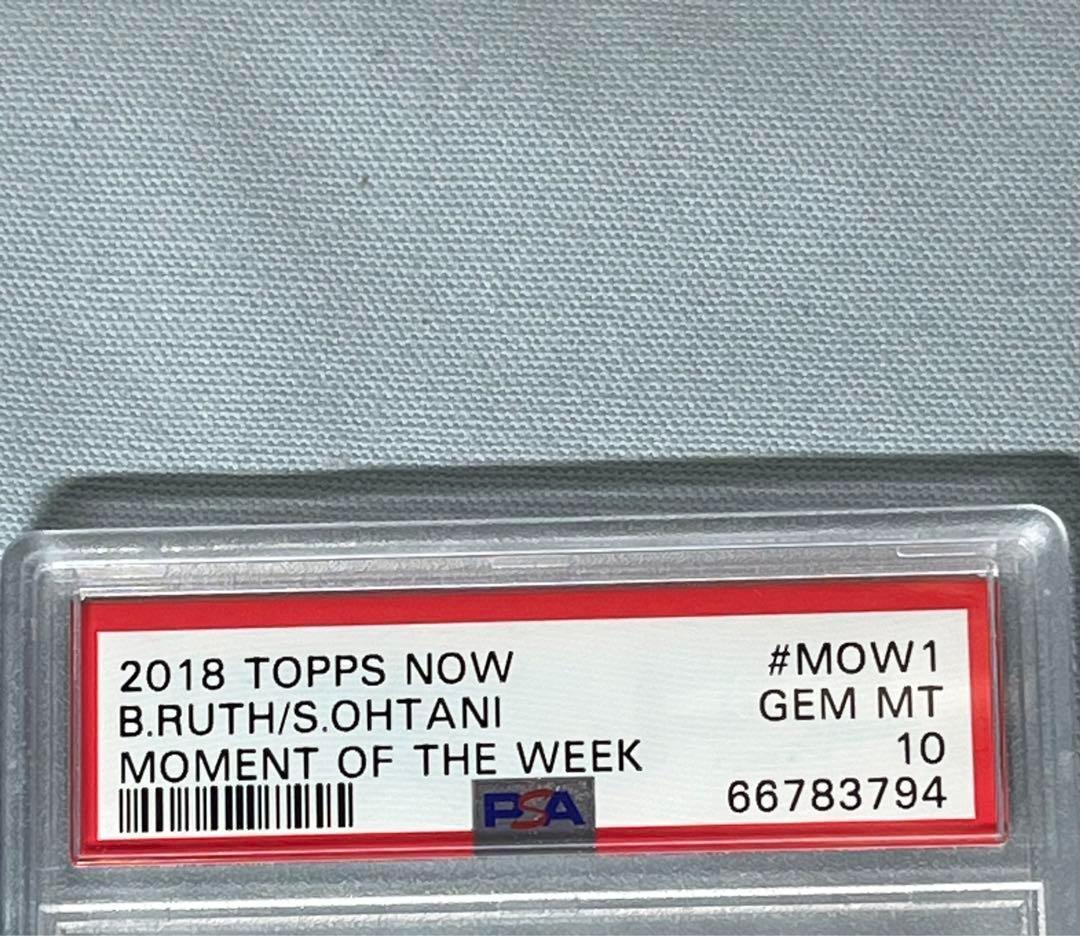 2018 TOPPS NOW #MOW1
B.RUTH/S.OHTANI GEM MT
MOMENT OF THE WEEK 10
PSA 66783794